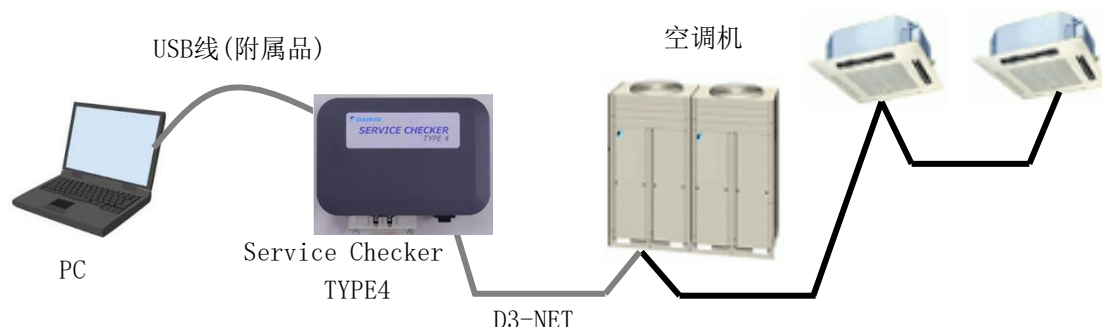 USB线(附属品)
空调机
DAIKIN
SERVICE CHECKER
TYPE 4
PC
Service Checker
TYPE4
D3-NET